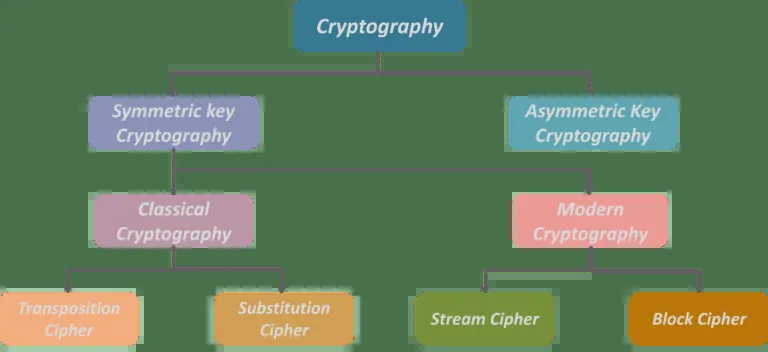 Cryptography
Symmetric key
Cryptography
Asymmetric Key
Cryptography
Classical
Cryptography
Modern
Cryptography
Transposition
Cipher
Substitution
Cipher
Stream Cipher
Block Cipher